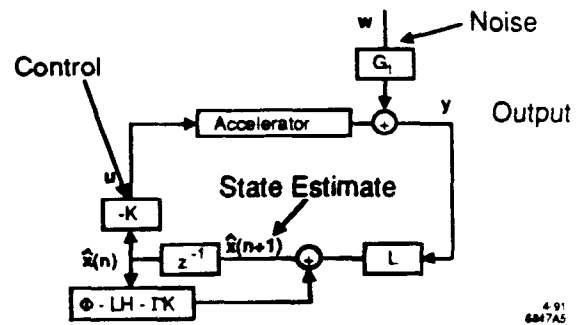 w
Noise
Control
G₁
y
Output
Accelerator
+
u
State Estimate
-K
x̂(n)
z⁻¹
x̂(n+1)
+
L
Φ - LH - ΓK
4-91
6847A5